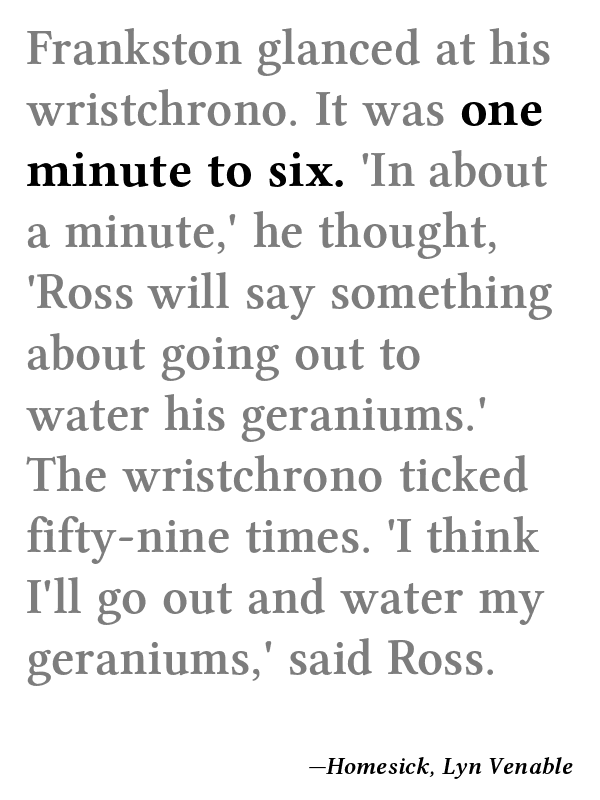 Frankston glanced at his
wristchrono. It was one
minute to six. 'In about
a minute,' he thought,
'Ross will say something
about going out to
water his geraniums.'
The wristchrono ticked
fifty-nine times. 'I think
I'll go out and water my
geraniums,' said Ross.
—Homesick, Lyn Venable